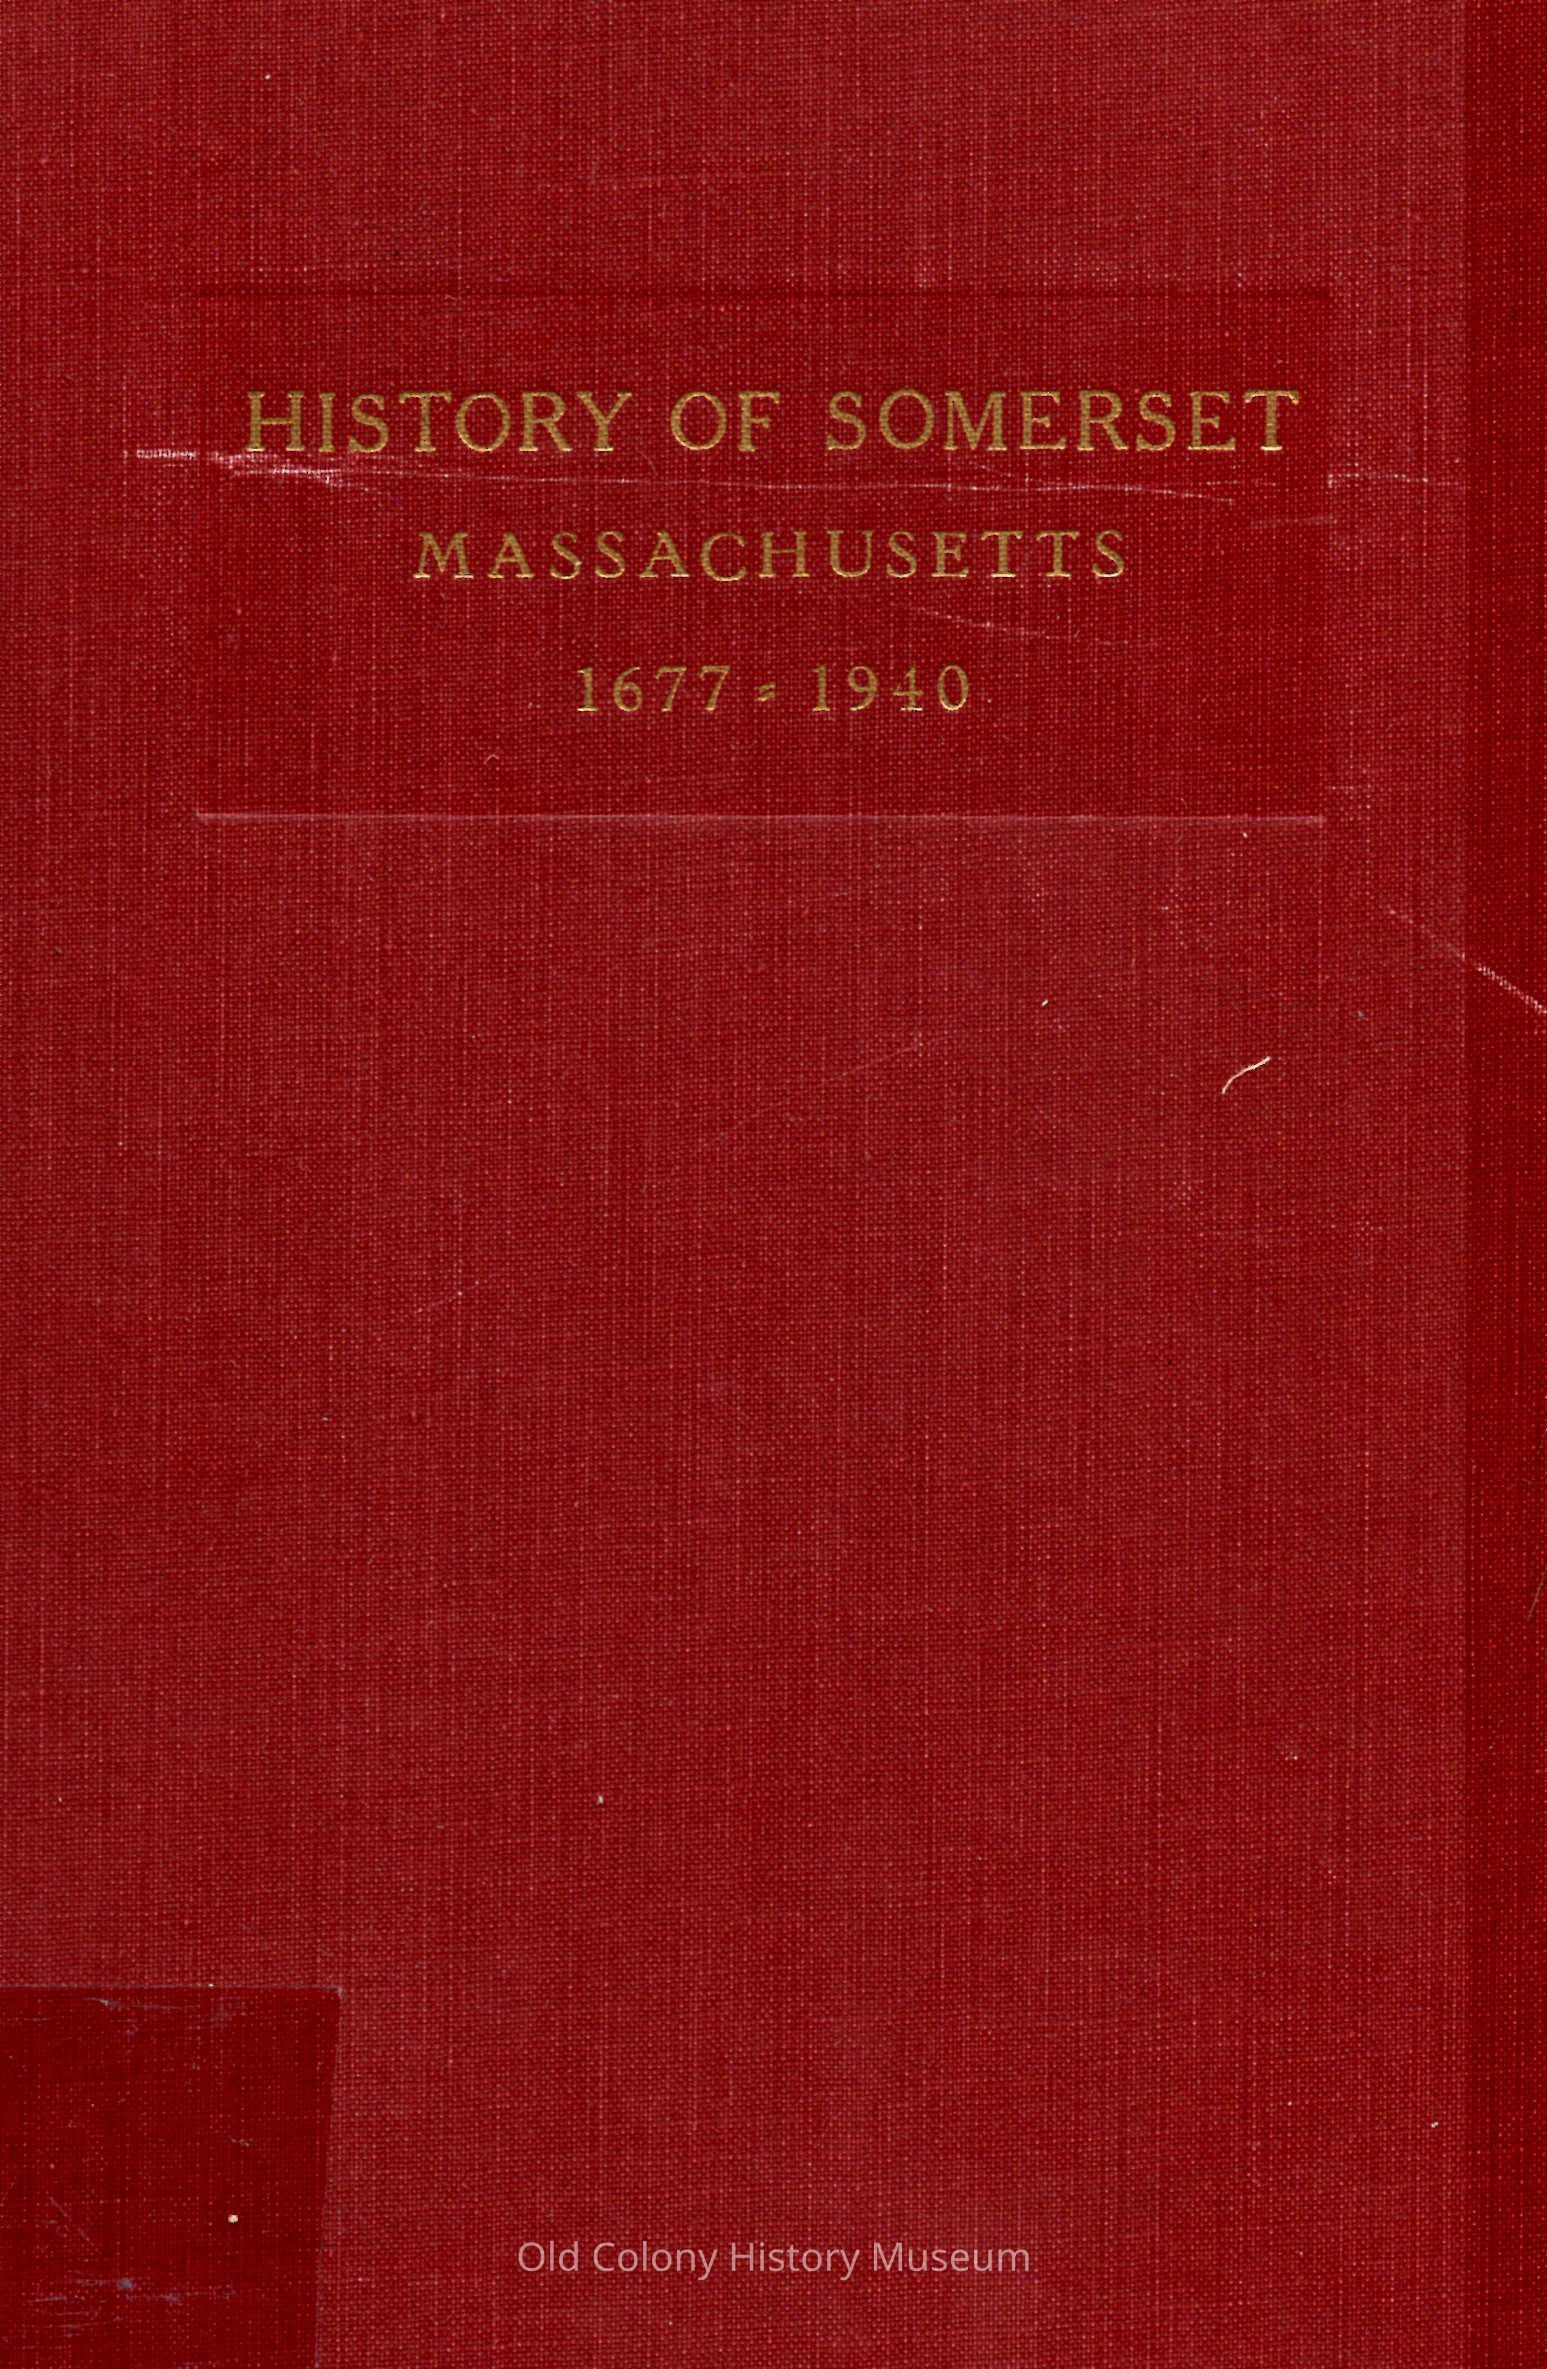 HISTORY OF SOMERSET
MASSACHUSETTS
1677 - 1940
Old Colony History Museum